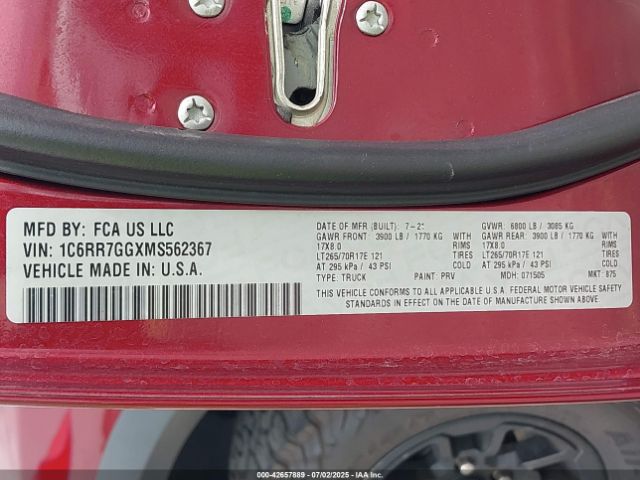 MFD BY: FCA US LLC
VIN: 1C6RR7GGXMS562367
VEHICLE MADE IN: U.S.A.
DATE OF MFR (BUILT): 7-2
GAWR FRONT: 3900 LB / 1770 KG
17X8.0 RIMS
LT265/70R17E 121 TIRES
AT 295 kPa / 43 PSI COLD
TYPE: TRUCK PAINT: PRV
GVWR: 6800 LB / 3085 KG
GAWR REAR: 3900 LB / 1770 KG
17X8.0 RIMS
LT265/70R17E 121 TIRES
AT 295 kPa / 43 PSI COLD
MDH: 071505 MKT: 875
THIS VEHICLE CONFORMS TO ALL APPLICABLE U.S.A. FEDERAL MOTOR VEHICLE SAFETY
STANDARDS IN EFFECT ON THE DATE OF MANUFACTURE SHOWN ABOVE.
000-42657889 07/02/2025 IAA Inc.